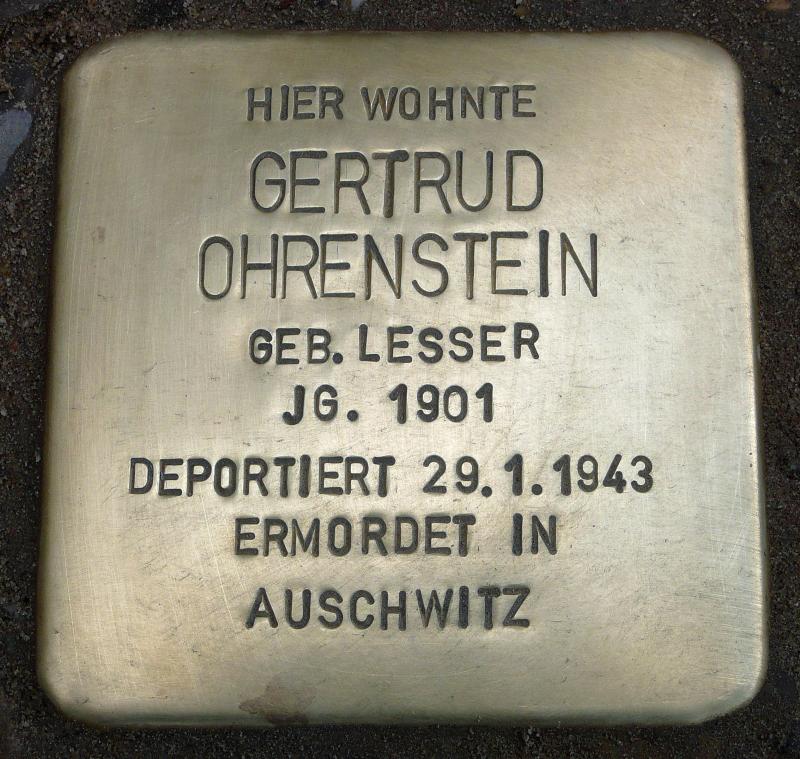 HIER WOHNTE
GERTRUD
OHRENSTEIN
GEB. LESSER
JG. 1901
DEPORTIERT 29.1.1943
ERMORDET IN
AUSCHWITZ